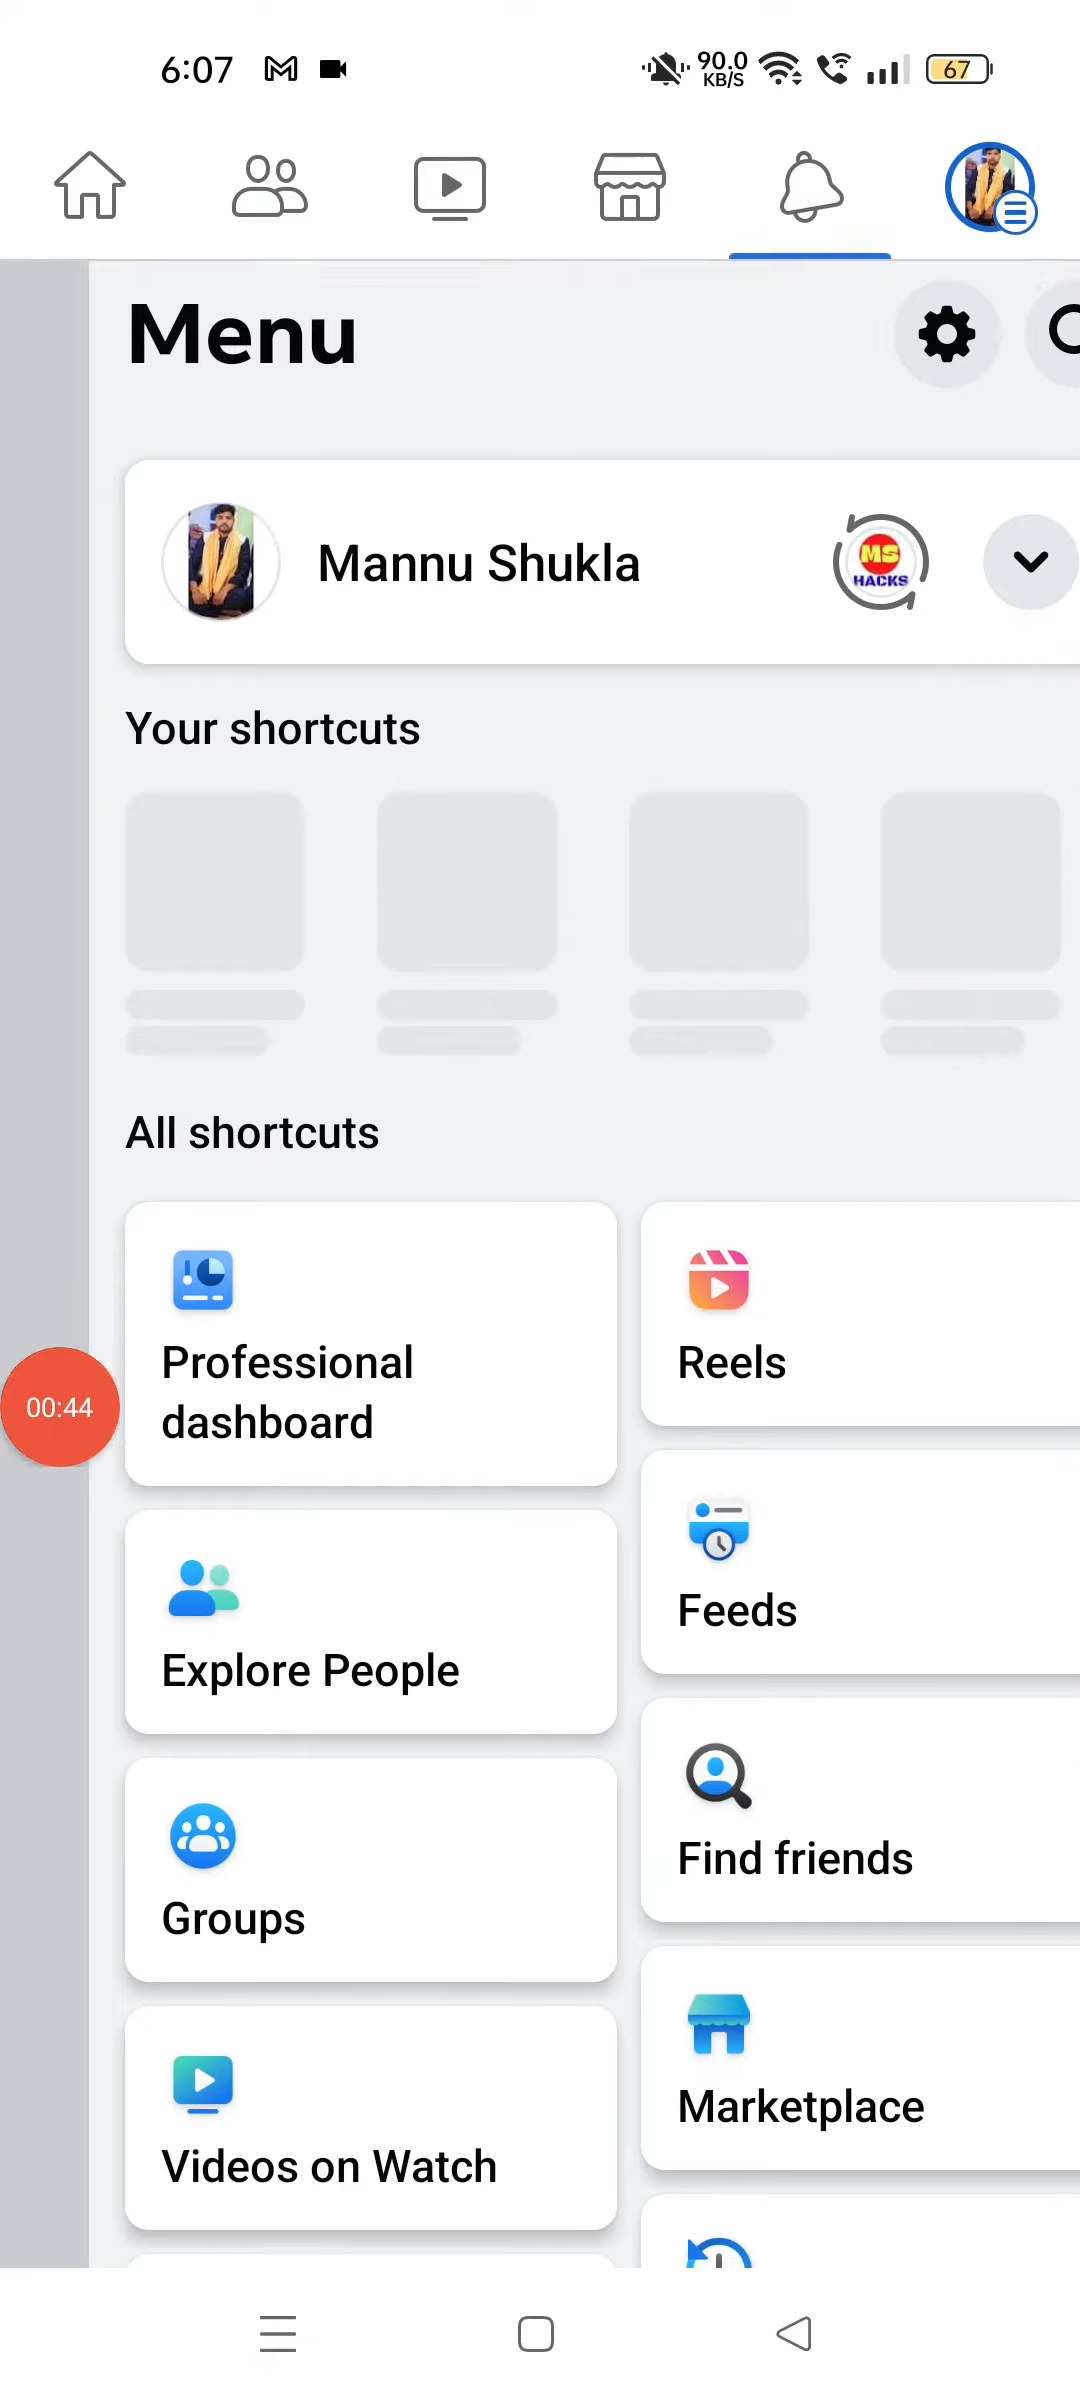 6:07
90.0
KB/S
67
Menu
Mannu Shukla
MS
HACKS
Your shortcuts
All shortcuts
Professional
dashboard
Reels
Feeds
Explore People
Find friends
Groups
Marketplace
Videos on Watch
00:44